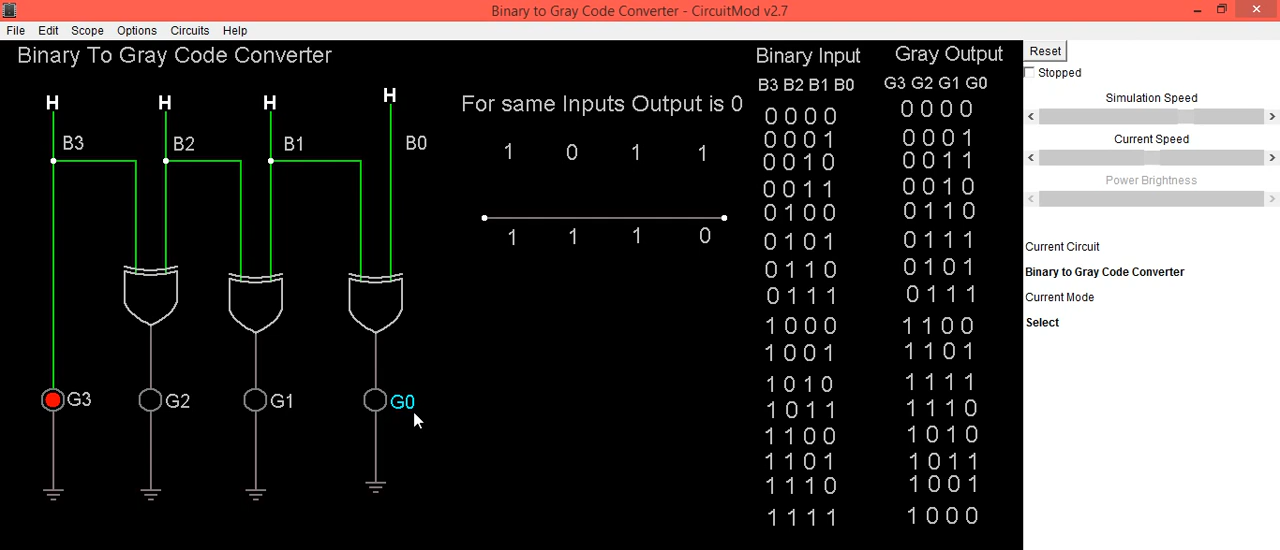 Binary to Gray Code Converter - CircuitMod v2.7
File Edit Scope Options Circuits Help
Binary To Gray Code Converter
H H H H
B3 B2 B1 B0
G3 G2 G1 G0
For same Inputs Output is 0
1 0 1 1
1 1 1 0
Binary Input Gray Output
B3 B2 B1 B0 G3 G2 G1 G0
0 0 0 0 0 0 0 0
0 0 0 1 0 0 0 1
0 0 1 0 0 0 1 1
0 0 1 1 0 0 1 0
0 1 0 0 0 1 1 0
0 1 0 1 0 1 1 1
0 1 1 0 0 1 0 1
0 1 1 1 0 1 1 1
1 0 0 0 1 1 0 0
1 0 0 1 1 1 0 1
1 0 1 0 1 1 1 1
1 0 1 1 1 1 1 0
1 1 0 0 1 0 1 0
1 1 0 1 1 0 1 1
1 1 1 0 1 0 0 1
1 1 1 1 1 0 0 0
Reset
Stopped
Simulation Speed
Current Speed
Power Brightness
Current Circuit
Binary to Gray Code Converter
Current Mode
Select